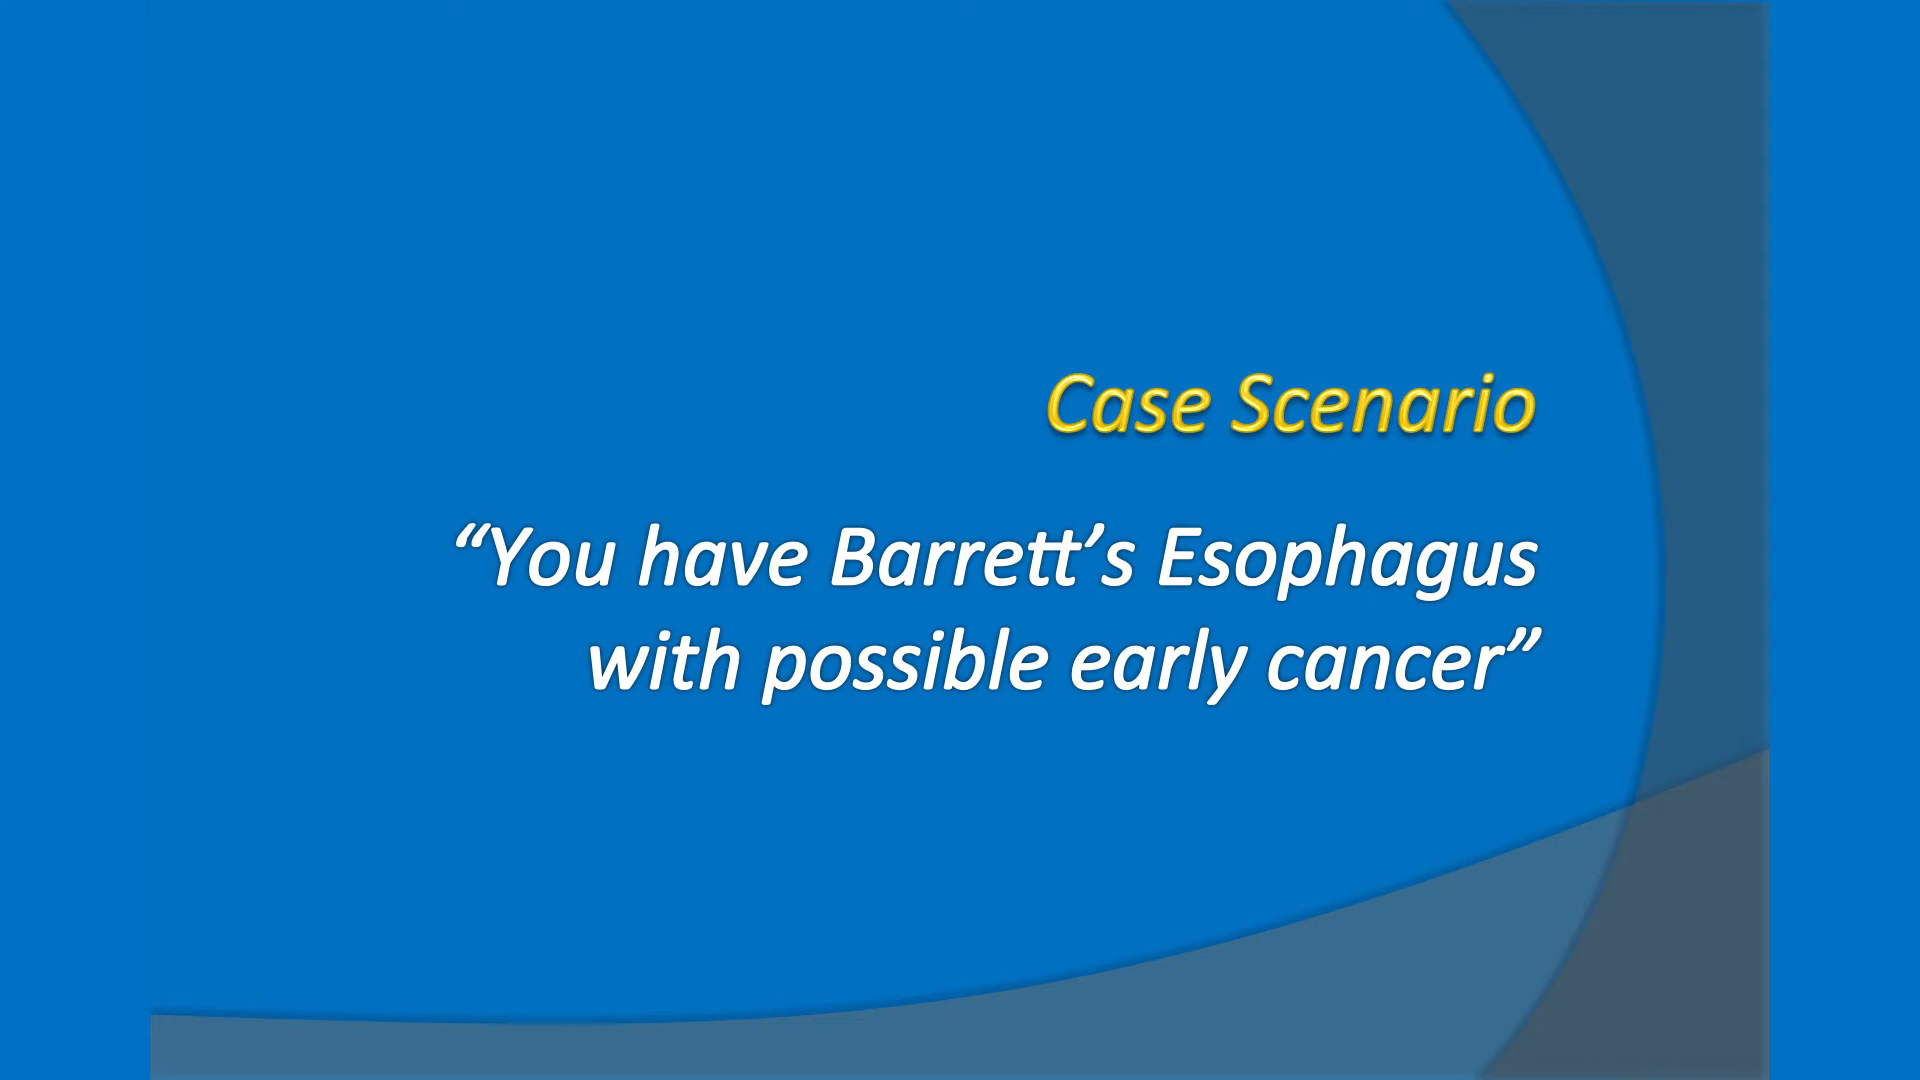 Case Scenario
“You have Barrett’s Esophagus
with possible early cancer”